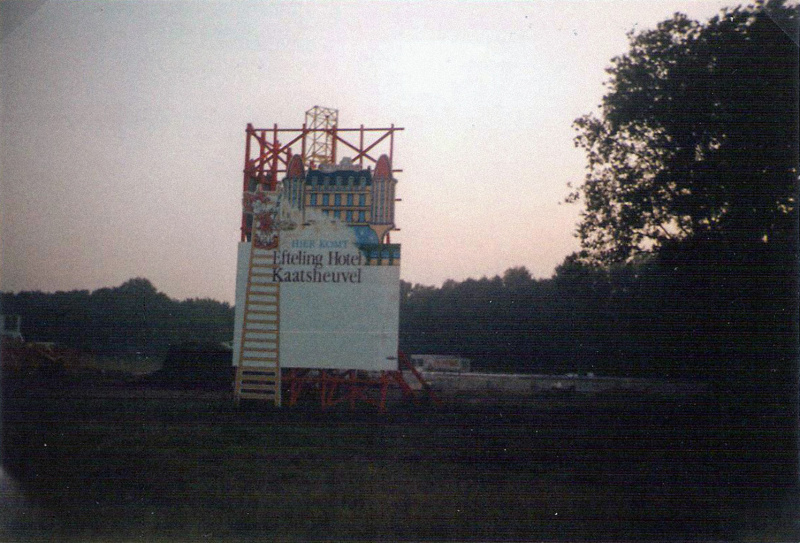 HIER KOMT
Efteling Hotel
Kaatsheuvel